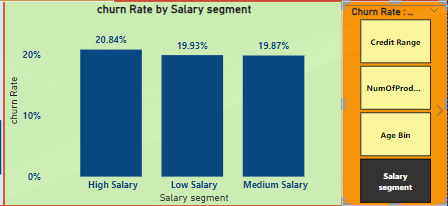 churn Rate by Salary segment
20.84%
19.93%
19.87%
20%
10%
0%
churn Rate
High Salary
Low Salary
Medium Salary
Salary segment
Churn Rate : ...
Credit Range
NumOfProd...
Age Bin
Salary
segment